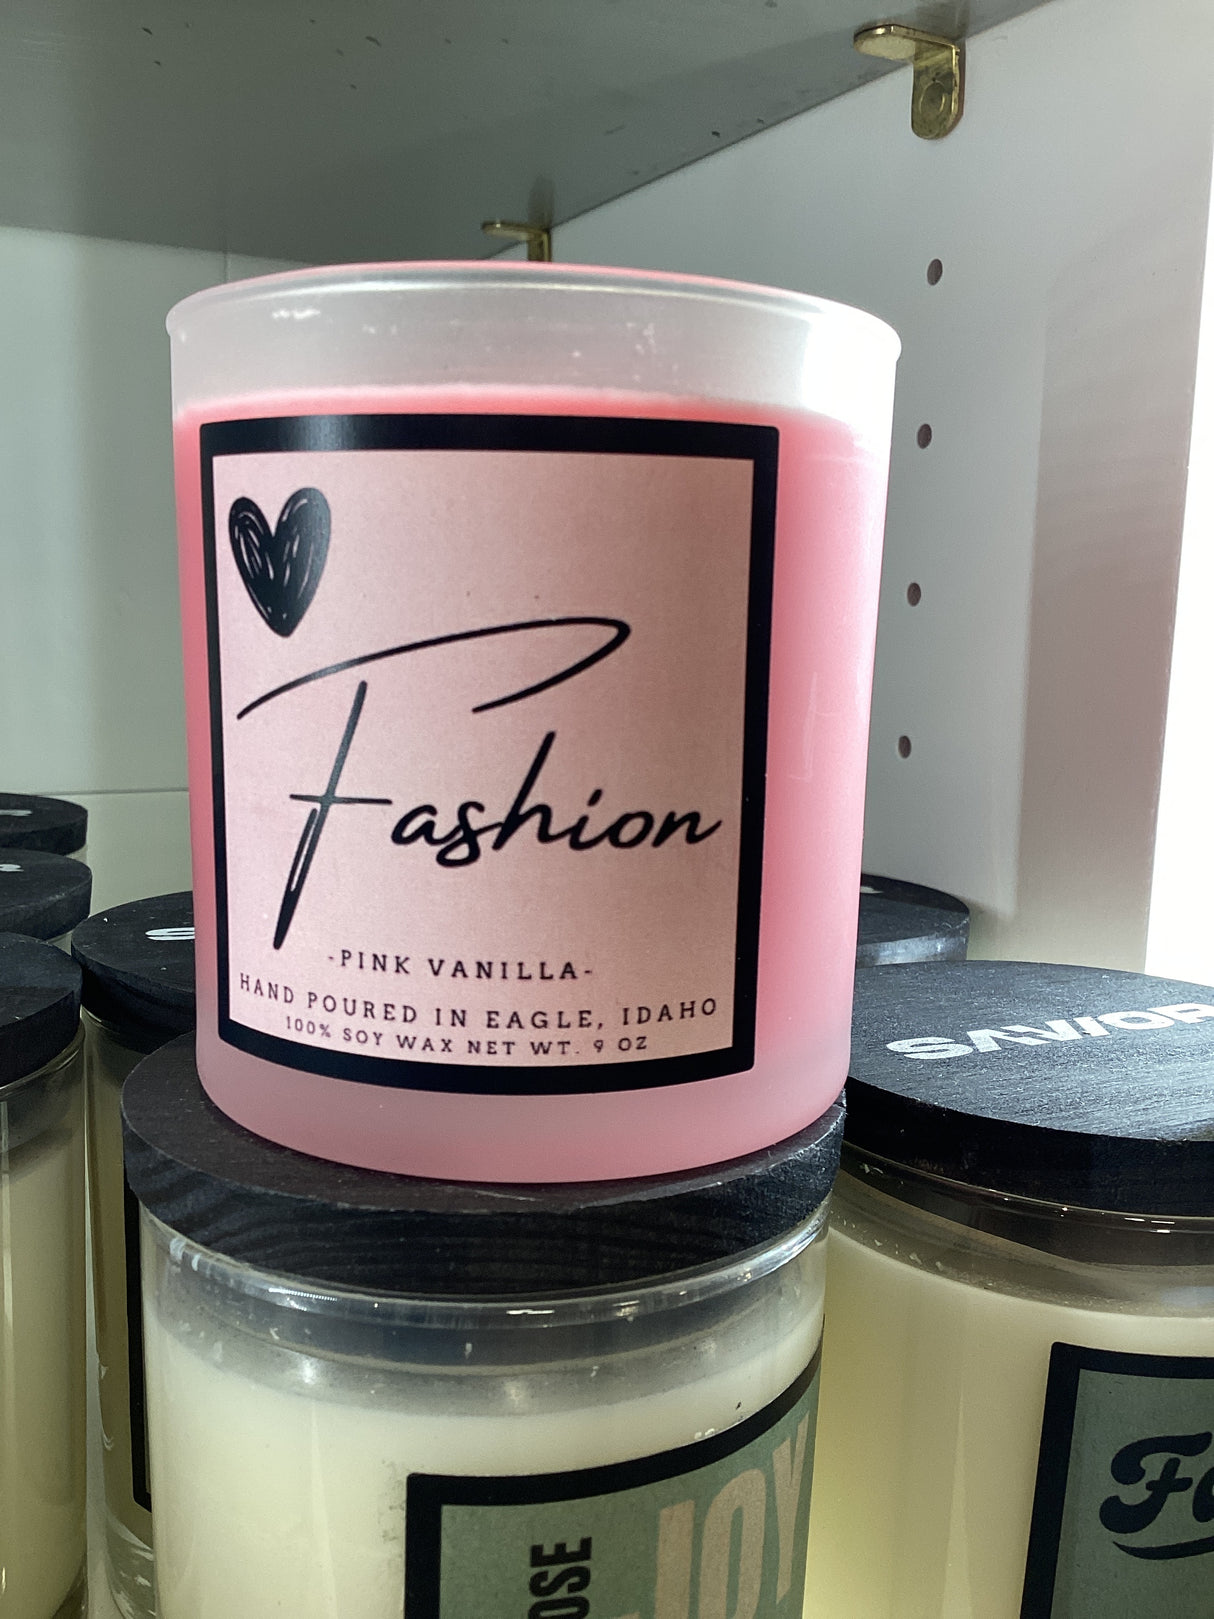 Fashion
-PINK VANILLA-
HAND POURED IN EAGLE, IDAHO
100% SOY WAX NET WT. 9 OZ
SAVIOR
JOY